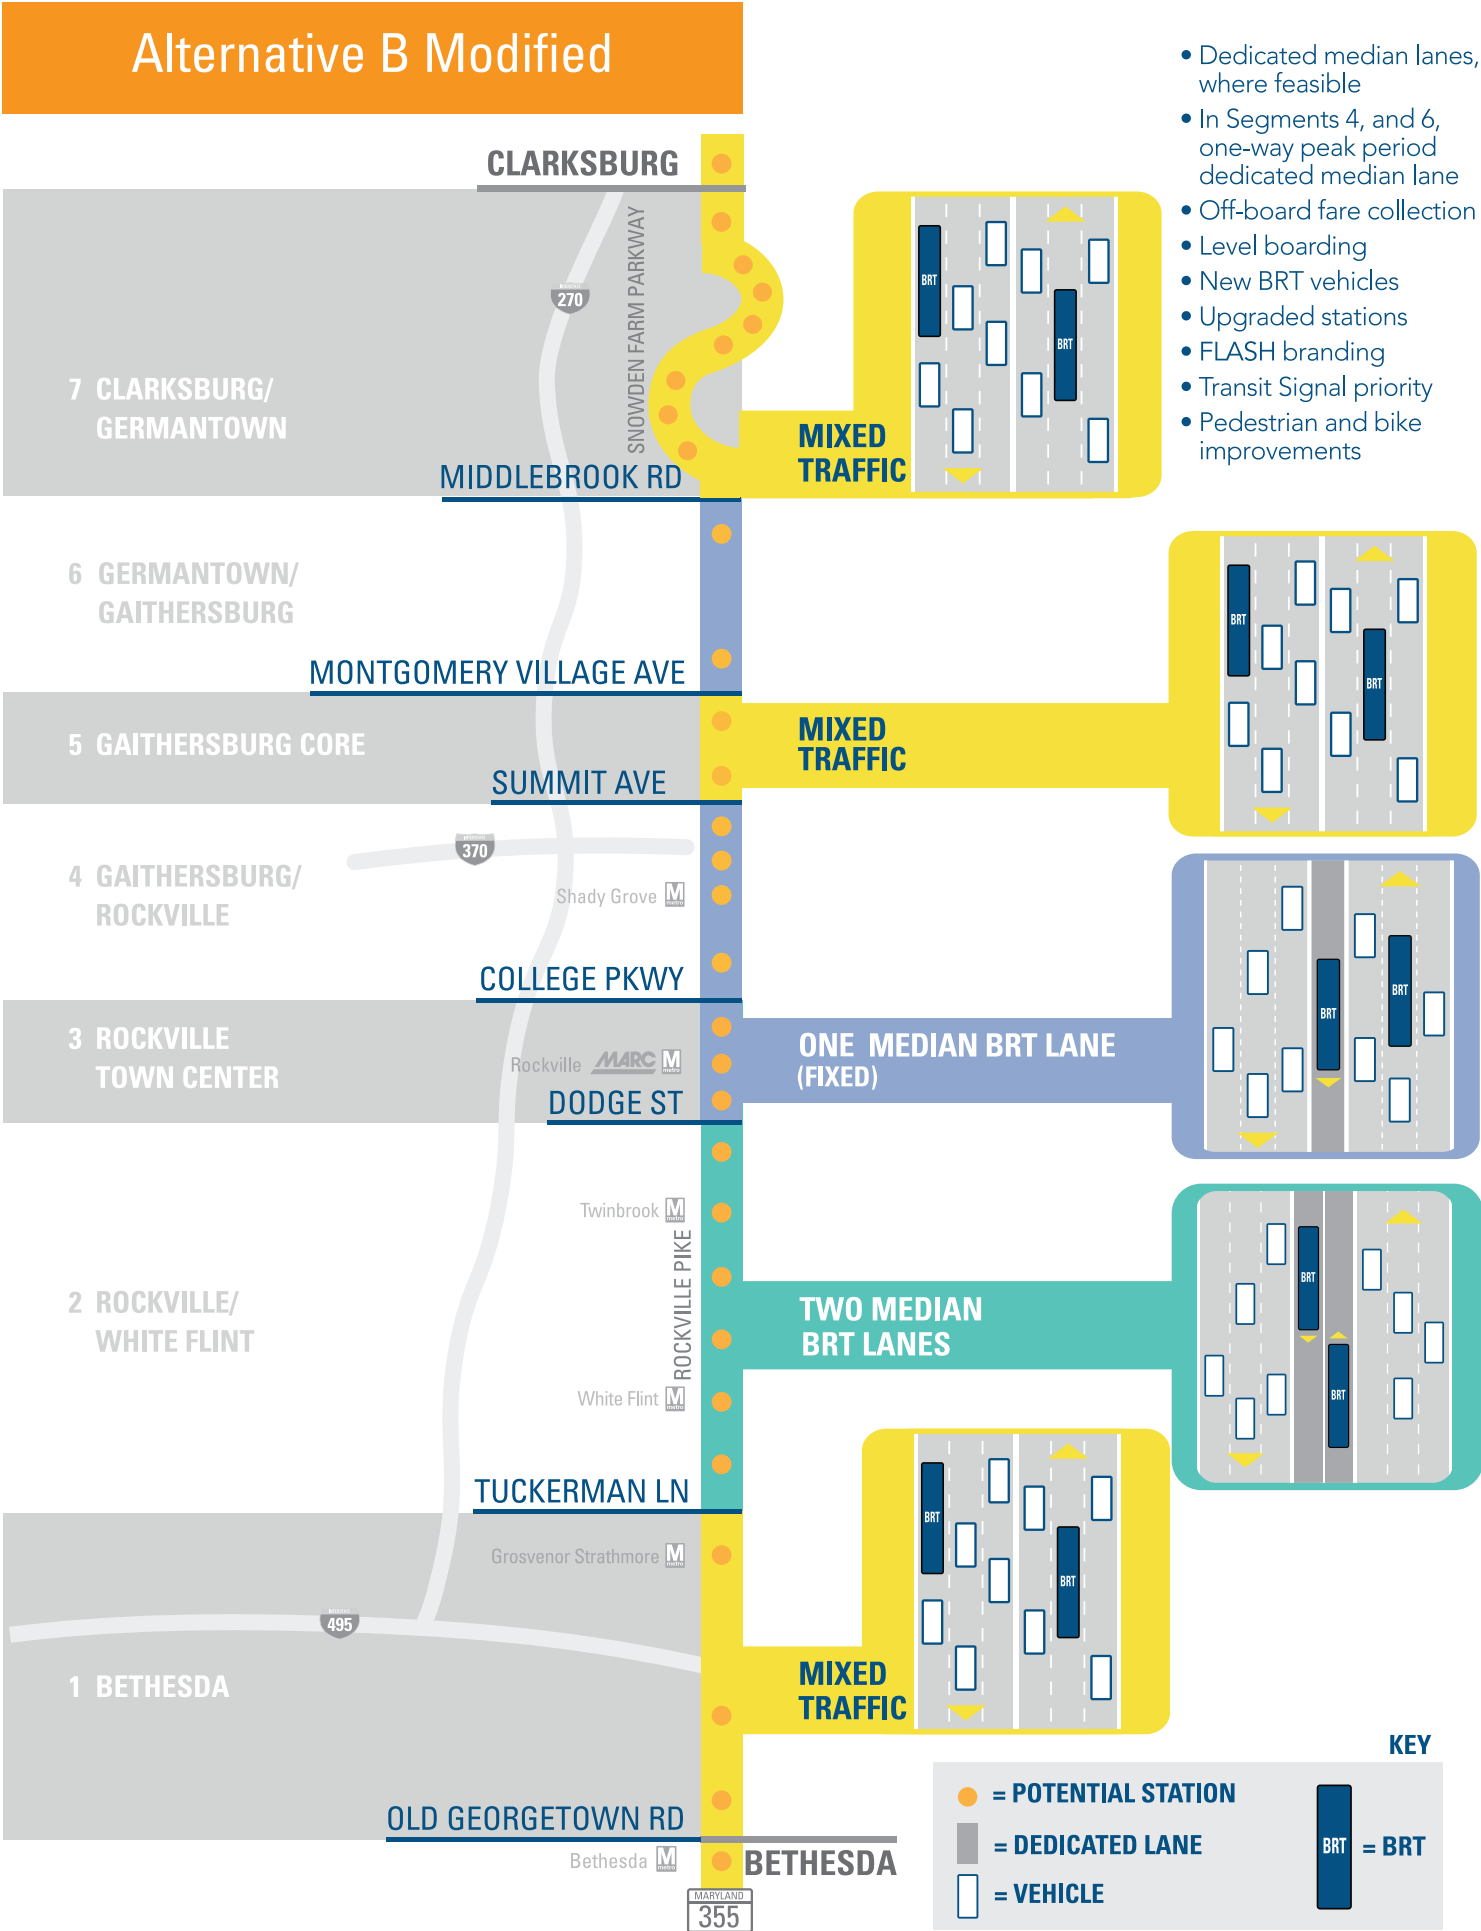 Alternative B Modified
• Dedicated median lanes,
where feasible
• In Segments 4, and 6,
one-way peak period
dedicated median lane
• Off-board fare collection
• Level boarding
• New BRT vehicles
• Upgraded stations
• FLASH branding
• Transit Signal priority
• Pedestrian and bike
improvements
CLARKSBURG
SNOWDEN FARM PARKWAY
270
7 CLARKSBURG/
GERMANTOWN
BRT
BRT
MIXED
TRAFFIC
MIDDLEBROOK RD
6 GERMANTOWN/
GAITHERSBURG
MONTGOMERY VILLAGE AVE
BRT
BRT
5 GAITHERSBURG CORE
MIXED
TRAFFIC
SUMMIT AVE
370
4 GAITHERSBURG/
ROCKVILLE
Shady Grove M metro
COLLEGE PKWY
3 ROCKVILLE
TOWN CENTER
Rockville MARC M metro
ONE MEDIAN BRT LANE
(FIXED)
BRT
BRT
DODGE ST
Twinbrook M metro
ROCKVILLE PIKE
2 ROCKVILLE/
WHITE FLINT
TWO MEDIAN
BRT LANES
BRT
BRT
White Flint M metro
TUCKERMAN LN
Grosvenor Strathmore M metro
BRT
BRT
495
1 BETHESDA
MIXED
TRAFFIC
OLD GEORGETOWN RD
Bethesda M metro
BETHESDA
MARYLAND
355
KEY
= POTENTIAL STATION
= DEDICATED LANE
= VEHICLE
BRT = BRT